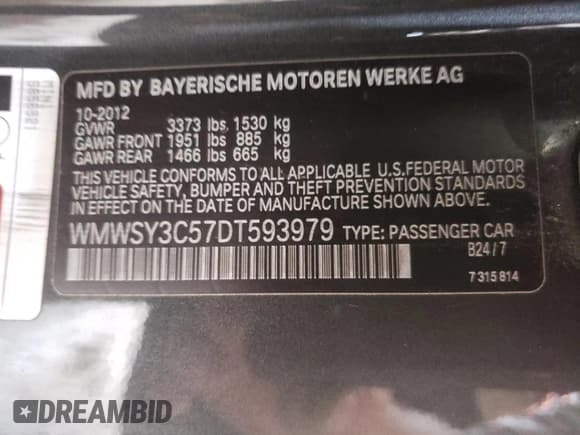 MFD BY BAYERISCHE MOTOREN WERKE AG
10-2012
GVWR 3373 lbs, 1530 kg
GAWR FRONT 1951 lbs 885 kg
GAWR REAR 1466 lbs 665 kg
THIS VEHICLE CONFORMS TO ALL APPLICABLE U.S.FEDERAL MOTOR
VEHICLE SAFETY, BUMPER AND THEFT PREVENTION STANDARDS IN
EFFECT ON THE DATE OF MANUFACTURE SHOWN ABOVE.
WMWSY3C57DT593979 TYPE: PASSENGER CAR
B24/7
7 315 814
DREAMBID